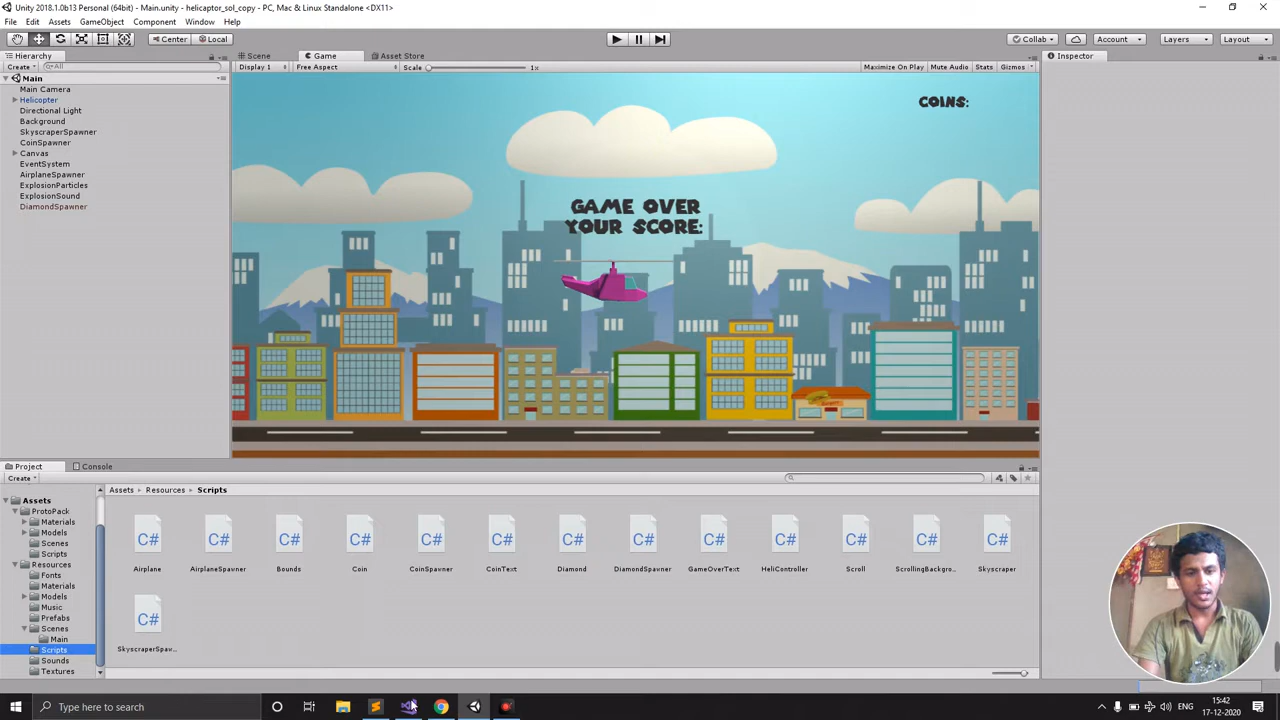 Unity 2018.1.0b13 Personal (64bit) - Main.unity - helicaptor_sol_copy - PC, Mac & Linux Standalone <DX11>
File Edit Assets GameObject Component Window Help
Center Local Collab Account Layers Layout
Hierarchy Scene Game Asset Store Inspector
Create All Display 1 Free Aspect Scale 1x Maximize On Play Mute Audio Stats Gizmos
Main
Main Camera
Helicopter
Directional Light
Background
SkyscraperSpawner
CoinSpawner
Canvas
EventSystem
AirplaneSpawner
ExplosionParticles
ExplosionSound
DiamondSpawner
COINS:
GAME OVER
YOUR SCORE:
Project Console
Create
Assets
ProtoPack
Materials
Models
Scenes
Scripts
Resources
Fonts
Materials
Models
Music
Prefabs
Scenes
Main
Scripts
Sounds
Textures
Assets Resources Scripts
C# C# C# C# C# C# C# C# C# C# C# C# C#
Airplane AirplaneSpawner Bounds Coin CoinSpawner CoinText Diamond DiamondSpawner GameOverText HeliController Scroll ScrollingBackgro... Skyscraper
C#
SkyscraperSpaw...
Type here to search
ENG
15:42
17-12-2020